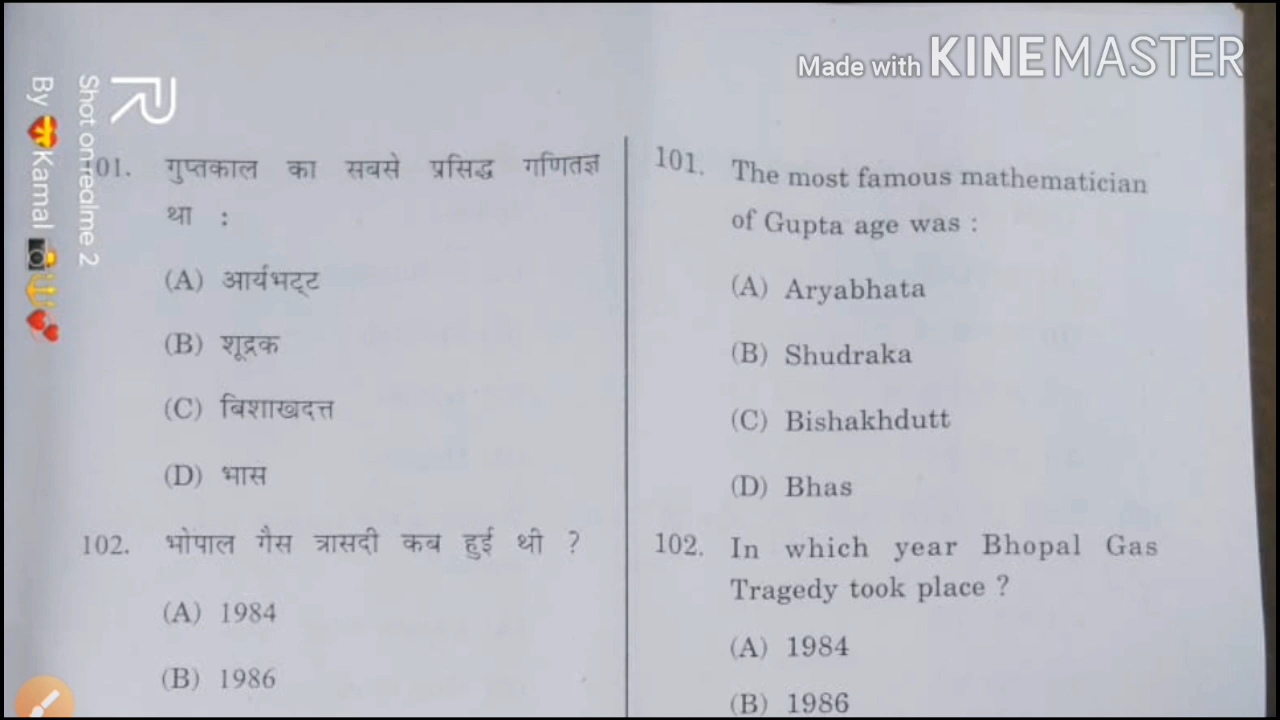 Made with KINEMASTER
Shot on realme 2
By Kamal
101. गुप्तकाल का सबसे प्रसिद्ध गणितज्ञ
था :
(A) आर्यभट्ट
(B) शूद्रक
(C) बिशाखदत्त
(D) भास
102. भोंपाल गैस त्रासदी कब हुई थी ?
(A) 1984
(B) 1986
101. The most famous mathematician
of Gupta age was :
(A) Aryabhata
(B) Shudraka
(C) Bishakhdutt
(D) Bhas
102. In which year Bhopal Gas
Tragedy took place ?
(A) 1984
(B) 1986